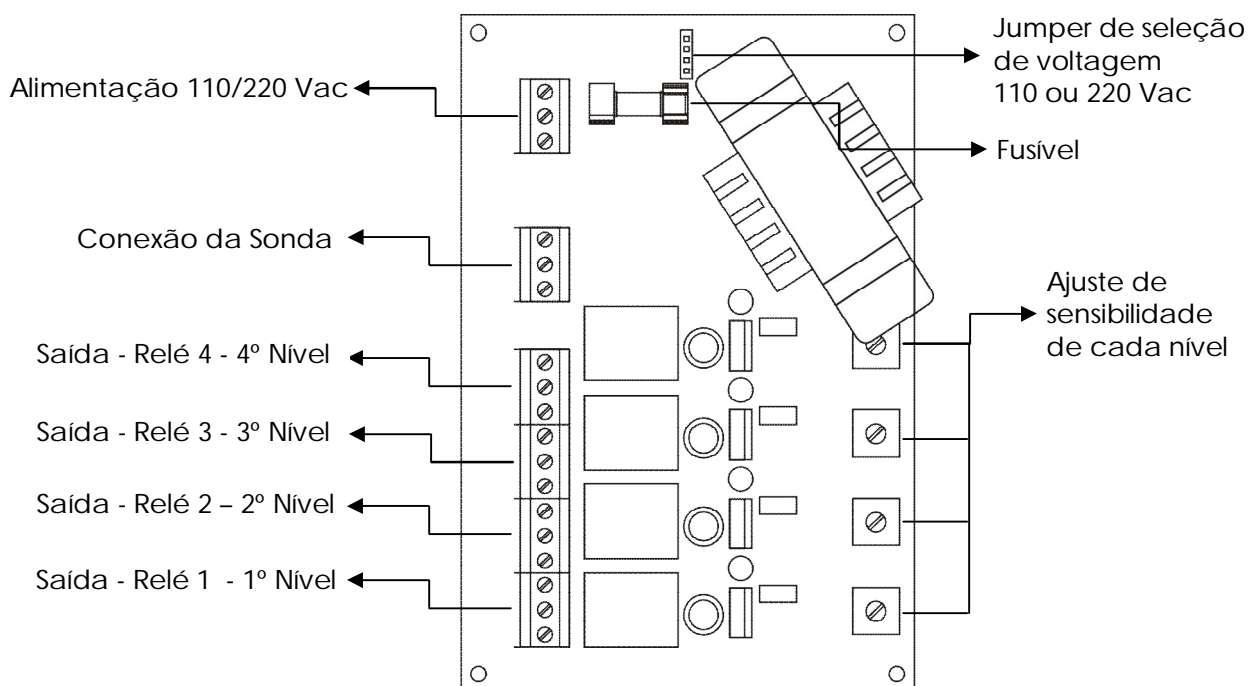 Jumper de seleção
de voltagem
110 ou 220 Vac
Alimentação 110/220 Vac
Fusível
Conexão da Sonda
Ajuste de
sensibilidade
de cada nível
Saída - Relé 4 - 4º Nível
Saída - Relé 3 - 3º Nível
Saída - Relé 2 – 2º Nível
Saída - Relé 1 - 1º Nível